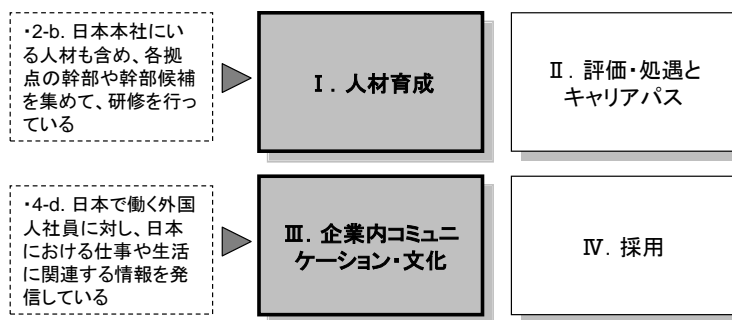 ・2-b. 日本本社にい
る人材も含め、各拠
点の幹部や幹部候補
を集めて、研修を行っ
ている
Ⅰ．人材育成
Ⅱ．評価・処遇と
キャリアパス
・4-d. 日本で働く外国
人社員に対し、日本
における仕事や生活
に関連する情報を発
信している
Ⅲ．企業内コミュニ
ケーション・文化
Ⅳ．採用